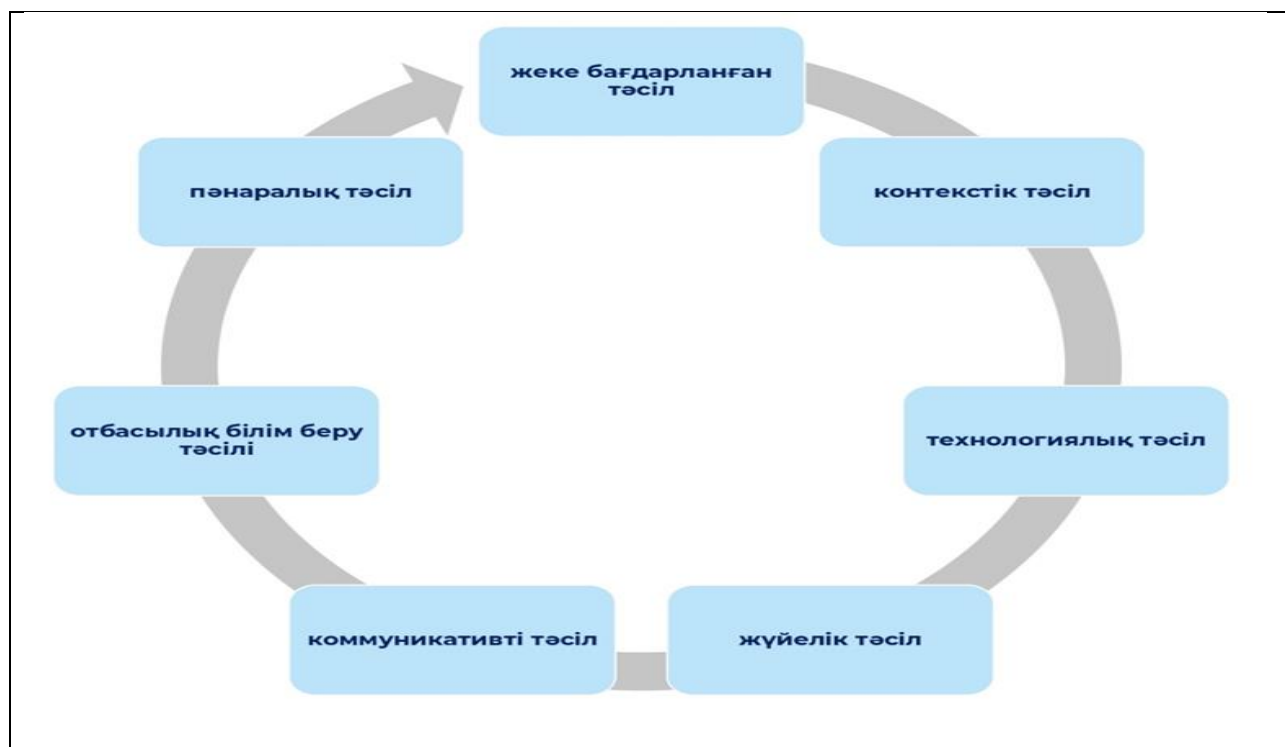 жеке бағдарланған
тәсіл
контекстік тәсіл
технологиялық тәсіл
жүйелік тәсіл
коммуникативті тәсіл
отбасылық білім беру
тәсілі
пәнаралық тәсіл